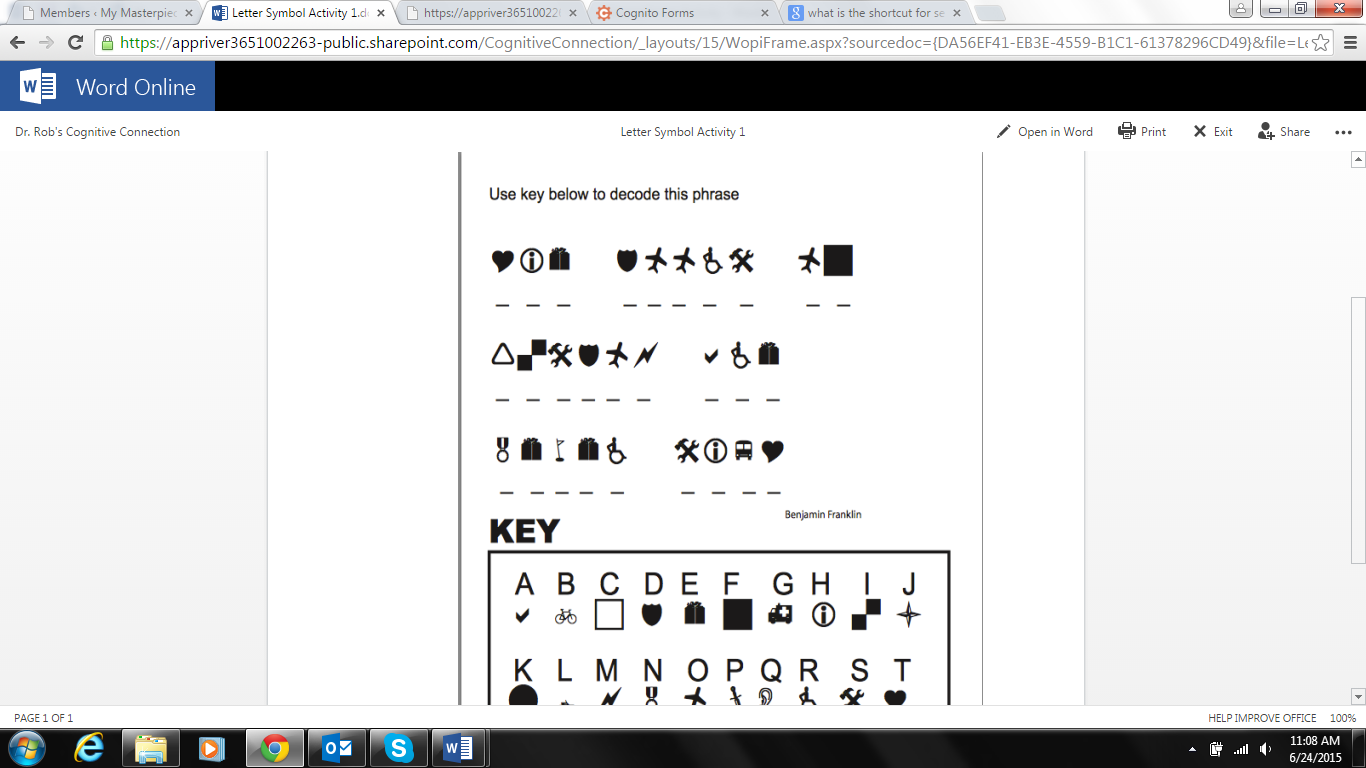 Members ‹ My Masterpiec
Letter Symbol Activity 1.d
https://appriver36510022
Cognito Forms
what is the shortcut for se
https://appriver3651002263-public.sharepoint.com/CognitiveConnection/_layouts/15/WopiFrame.aspx?sourcedoc={DA56EF41-EB3E-4559-B1C1-61378296CD49}&file=Le
Word Online
Dr. Rob's Cognitive Connection
Letter Symbol Activity 1
Open in Word
Print
Exit
Share
Use key below to decode this phrase
Benjamin Franklin
KEY
A B C D E F G H I J
K L M N O P Q R S T
PAGE 1 OF 1
HELP IMPROVE OFFICE 100%
11:08 AM
6/24/2015